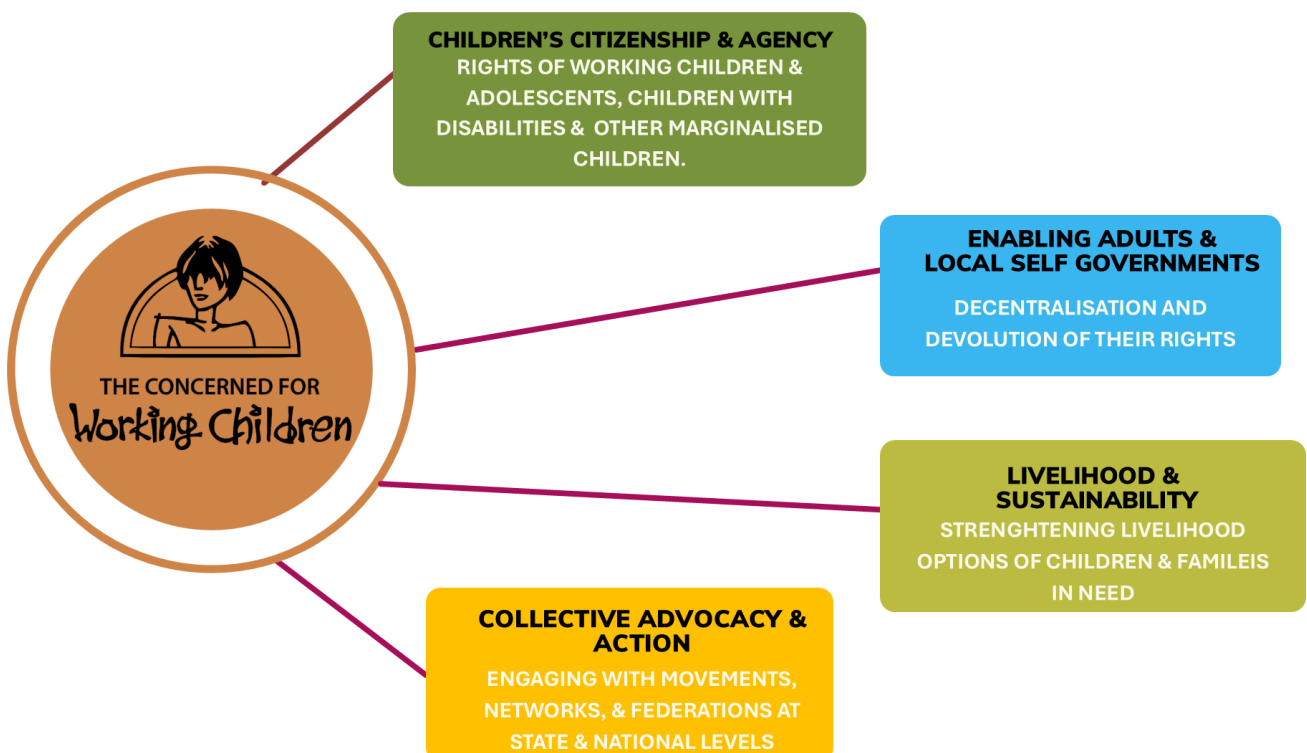 CHILDREN'S CITIZENSHIP & AGENCY
RIGHTS OF WORKING CHILDREN &
ADOLESCENTS, CHILDREN WITH
DISABILITIES & OTHER MARGINALISED
CHILDREN.
ENABLING ADULTS &
LOCAL SELF GOVERNMENTS
DECENTRALISATION AND
DEVOLUTION OF THEIR RIGHTS
THE CONCERNED FOR
Working Children
LIVELIHOOD &
SUSTAINABILITY
STRENGHTENING LIVELIHOOD
OPTIONS OF CHILDREN & FAMILEIS
IN NEED
COLLECTIVE ADVOCACY &
ACTION
ENGAGING WITH MOVEMENTS,
NETWORKS, & FEDERATIONS AT
STATE & NATIONAL LEVELS